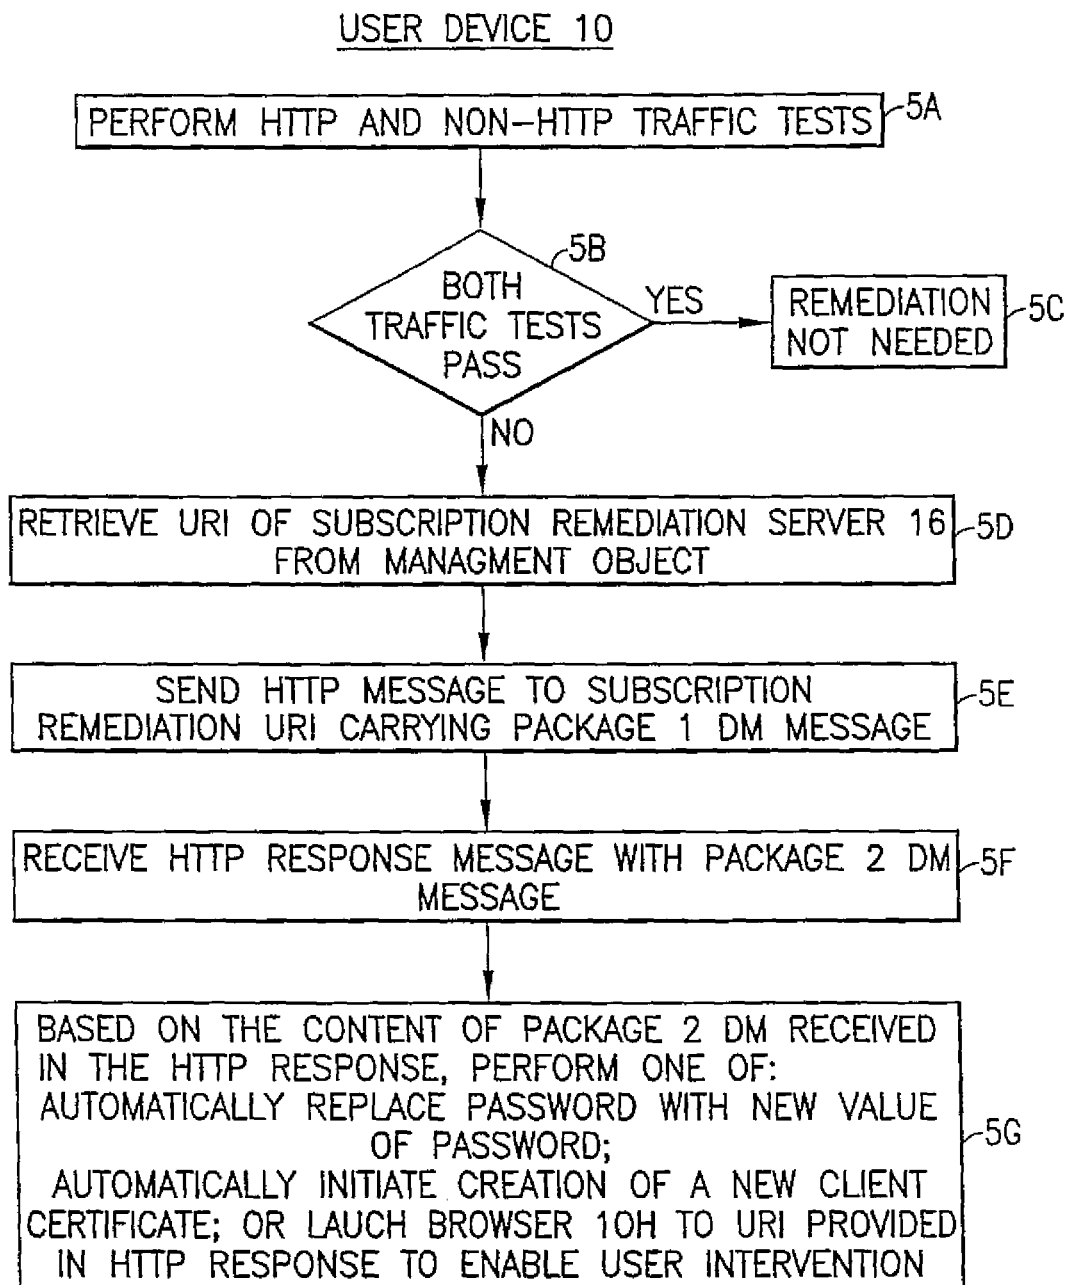 USER DEVICE 10
PERFORM HTTP AND NON-HTTP TRAFFIC TESTS
5A
5B
BOTH
TRAFFIC TESTS
PASS
YES
REMEDIATION
NOT NEEDED
5C
NO
RETRIEVE URI OF SUBSCRIPTION REMEDIATION SERVER 16
FROM MANAGMENT OBJECT
5D
SEND HTTP MESSAGE TO SUBSCRIPTION
REMEDIATION URI CARRYING PACKAGE 1 DM MESSAGE
5E
RECEIVE HTTP RESPONSE MESSAGE WITH PACKAGE 2 DM
MESSAGE
5F
BASED ON THE CONTENT OF PACKAGE 2 DM RECEIVED
IN THE HTTP RESPONSE, PERFORM ONE OF:
AUTOMATICALLY REPLACE PASSWORD WITH NEW VALUE
OF PASSWORD;
AUTOMATICALLY INITIATE CREATION OF A NEW CLIENT
CERTIFICATE; OR LAUCH BROWSER 10H TO URI PROVIDED
IN HTTP RESPONSE TO ENABLE USER INTERVENTION
5G